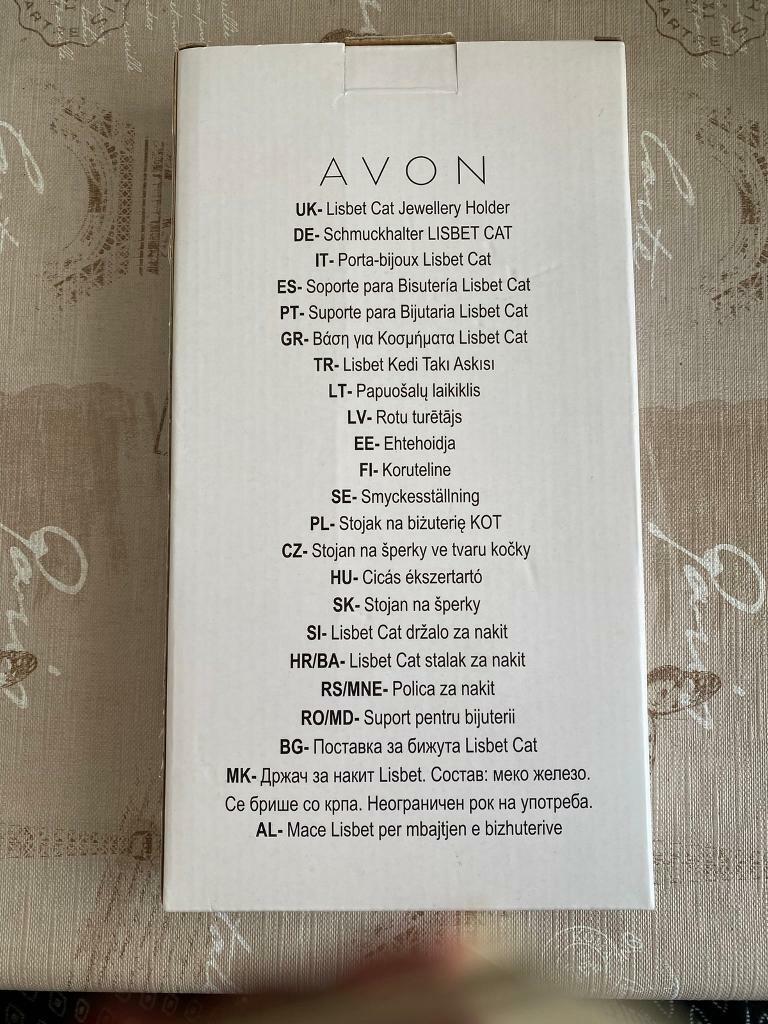 AVON
UK- Lisbet Cat Jewellery Holder
DE- Schmuckhalter LISBET CAT
IT- Porta-bijoux Lisbet Cat
ES- Soporte para Bisutería Lisbet Cat
PT- Suporte para Bijutaria Lisbet Cat
GR- Βάση για Κοσμήματα Lisbet Cat
TR- Lisbet Kedi Takı Askısı
LT- Papuošalų laikiklis
LV- Rotu turētājs
EE- Ehtehoidja
FI- Koruteline
SE- Smyckesställning
PL- Stojak na biżuterię KOT
CZ- Stojan na šperky ve tvaru kočky
HU- Cicás ékszertartó
SK- Stojan na šperky
SI- Lisbet Cat držalo za nakit
HR/BA- Lisbet Cat stalak za nakit
RS/MNE- Polica za nakit
RO/MD- Suport pentru bijuterii
BG- Поставка за бижута Lisbet Cat
MK- Држач за накит Lisbet. Состав: меко железо.
Се брише со крпа. Неограничен рок на употреба.
AL- Mace Lisbet per mbajtjen e bizhuterive
Paris